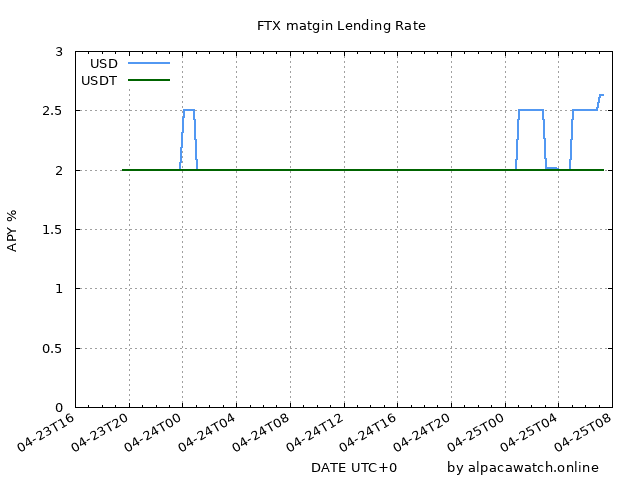 FTX matgin Lending Rate
USD
USDT
3
2.5
2
1.5
1
0.5
0
APY %
04-23T16
04-23T20
04-24T00
04-24T04
04-24T08
04-24T12
04-24T16
04-24T20
04-25T00
04-25T04
04-25T08
DATE UTC+0
by alpacawatch.online